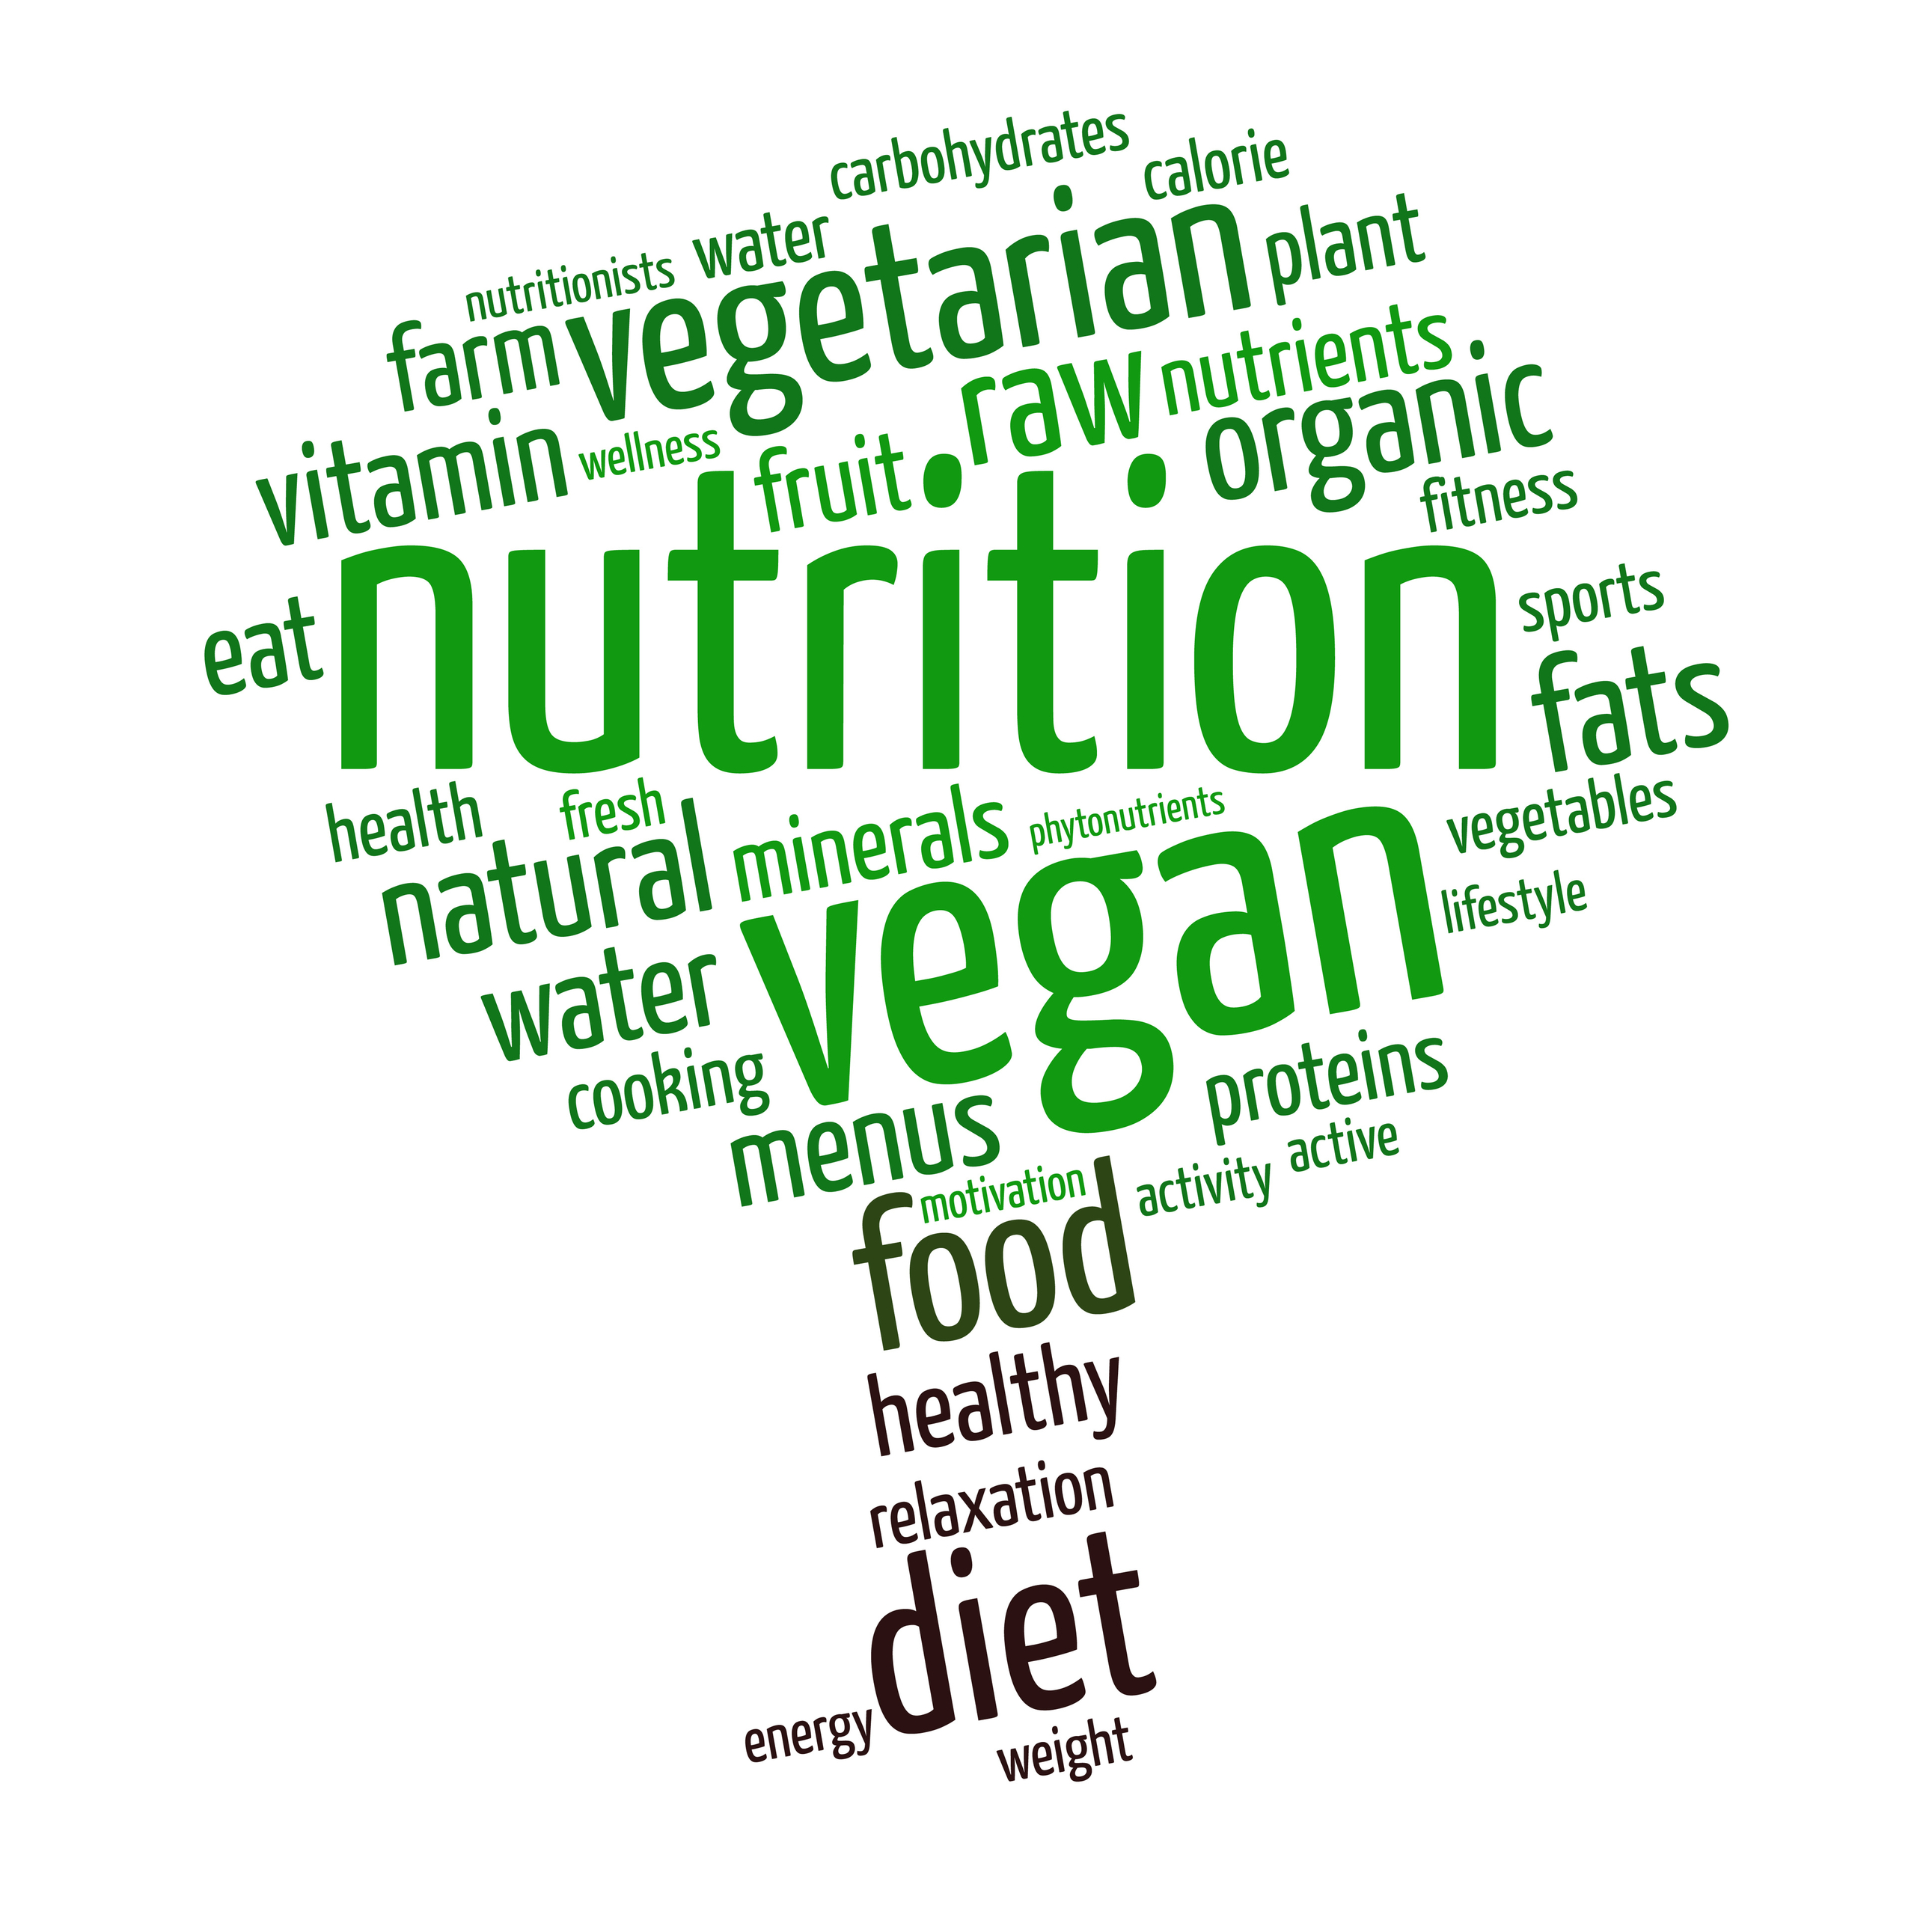 carbohydrates
calorie
water
vegetarian
plant
nutritionists
farm
raw
nutrients
organic
vitamin
wellness
fruit
fitness
nutrition
eat
sports
fats
health
fresh
natural
minerals
phytonutrients
vegan
vegetables
lifestyle
water
cooking
menus
proteins
active
activity
motivation
food
healthy
relaxation
diet
energy
weight